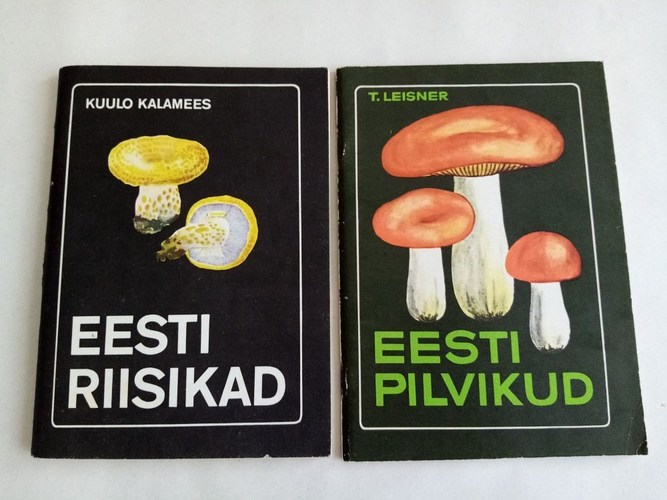 KUULO KALAMEES
EESTI
RIISIKAD
T. LEISNER
EESTI
PILVIKUD